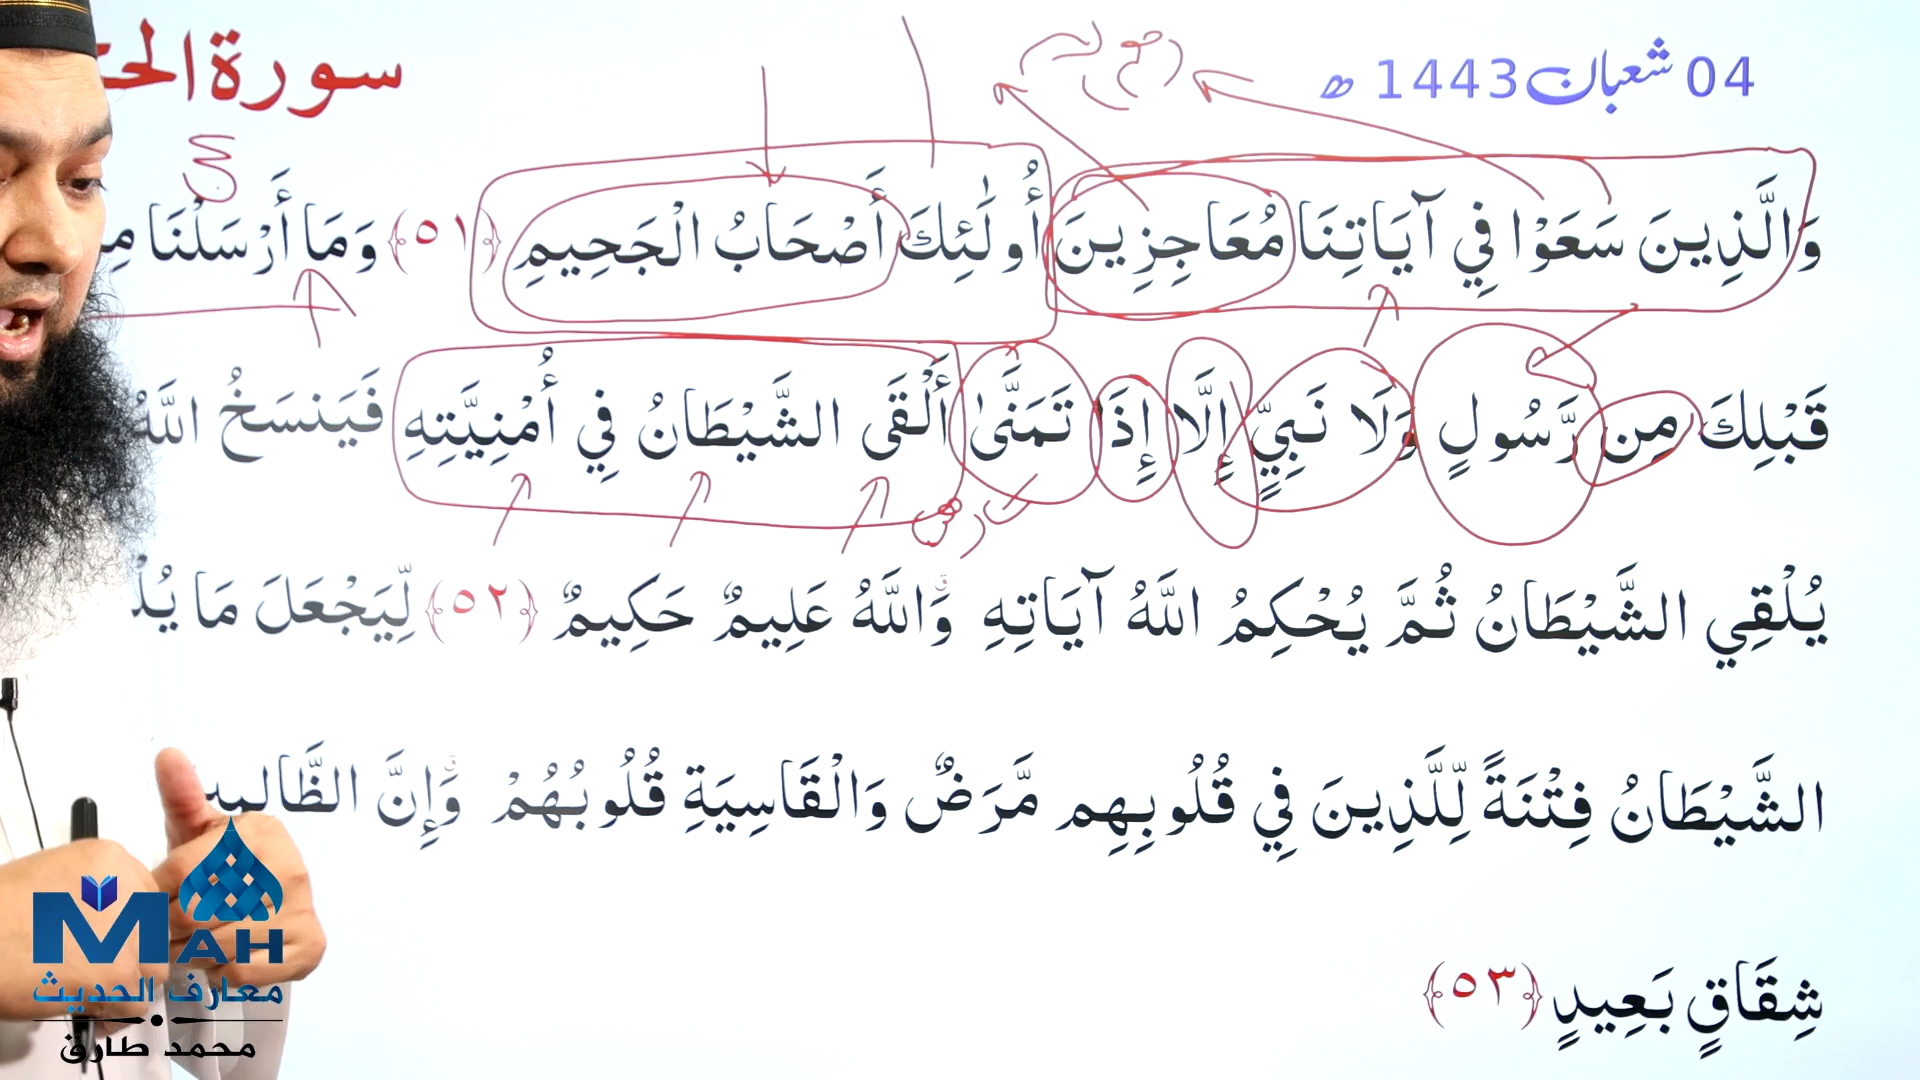 04 شعبان 1443 ھ
سورة الحـ
وَالَّذِينَ سَعَوْا فِي آيَاتِنَا مُعَاجِزِينَ أُولَٰئِكَ أَصْحَابُ الْجَحِيمِ ﴿٥١﴾ وَمَا أَرْسَلْنَا مِ
قَبْلِكَ مِن رَّسُولٍ وَلَا نَبِيٍّ إِلَّا إِذَا تَمَنَّىٰ أَلْقَى الشَّيْطَانُ فِي أُمْنِيَّتِهِ فَيَنسَخُ اللَّهُ
يُلْقِي الشَّيْطَانُ ثُمَّ يُحْكِمُ اللَّهُ آيَاتِهِ ۗ وَاللَّهُ عَلِيمٌ حَكِيمٌ ﴿٥٢﴾ لِّيَجْعَلَ مَا يُلْ
الشَّيْطَانُ فِتْنَةً لِّلَّذِينَ فِي قُلُوبِهِم مَّرَضٌ وَالْقَاسِيَةِ قُلُوبُهُمْ ۗ وَإِنَّ الظَّالِمِيـ
شِقَاقٍ بَعِيدٍ ﴿٥٣﴾
MAH
معارف الحديث
محمد طارق